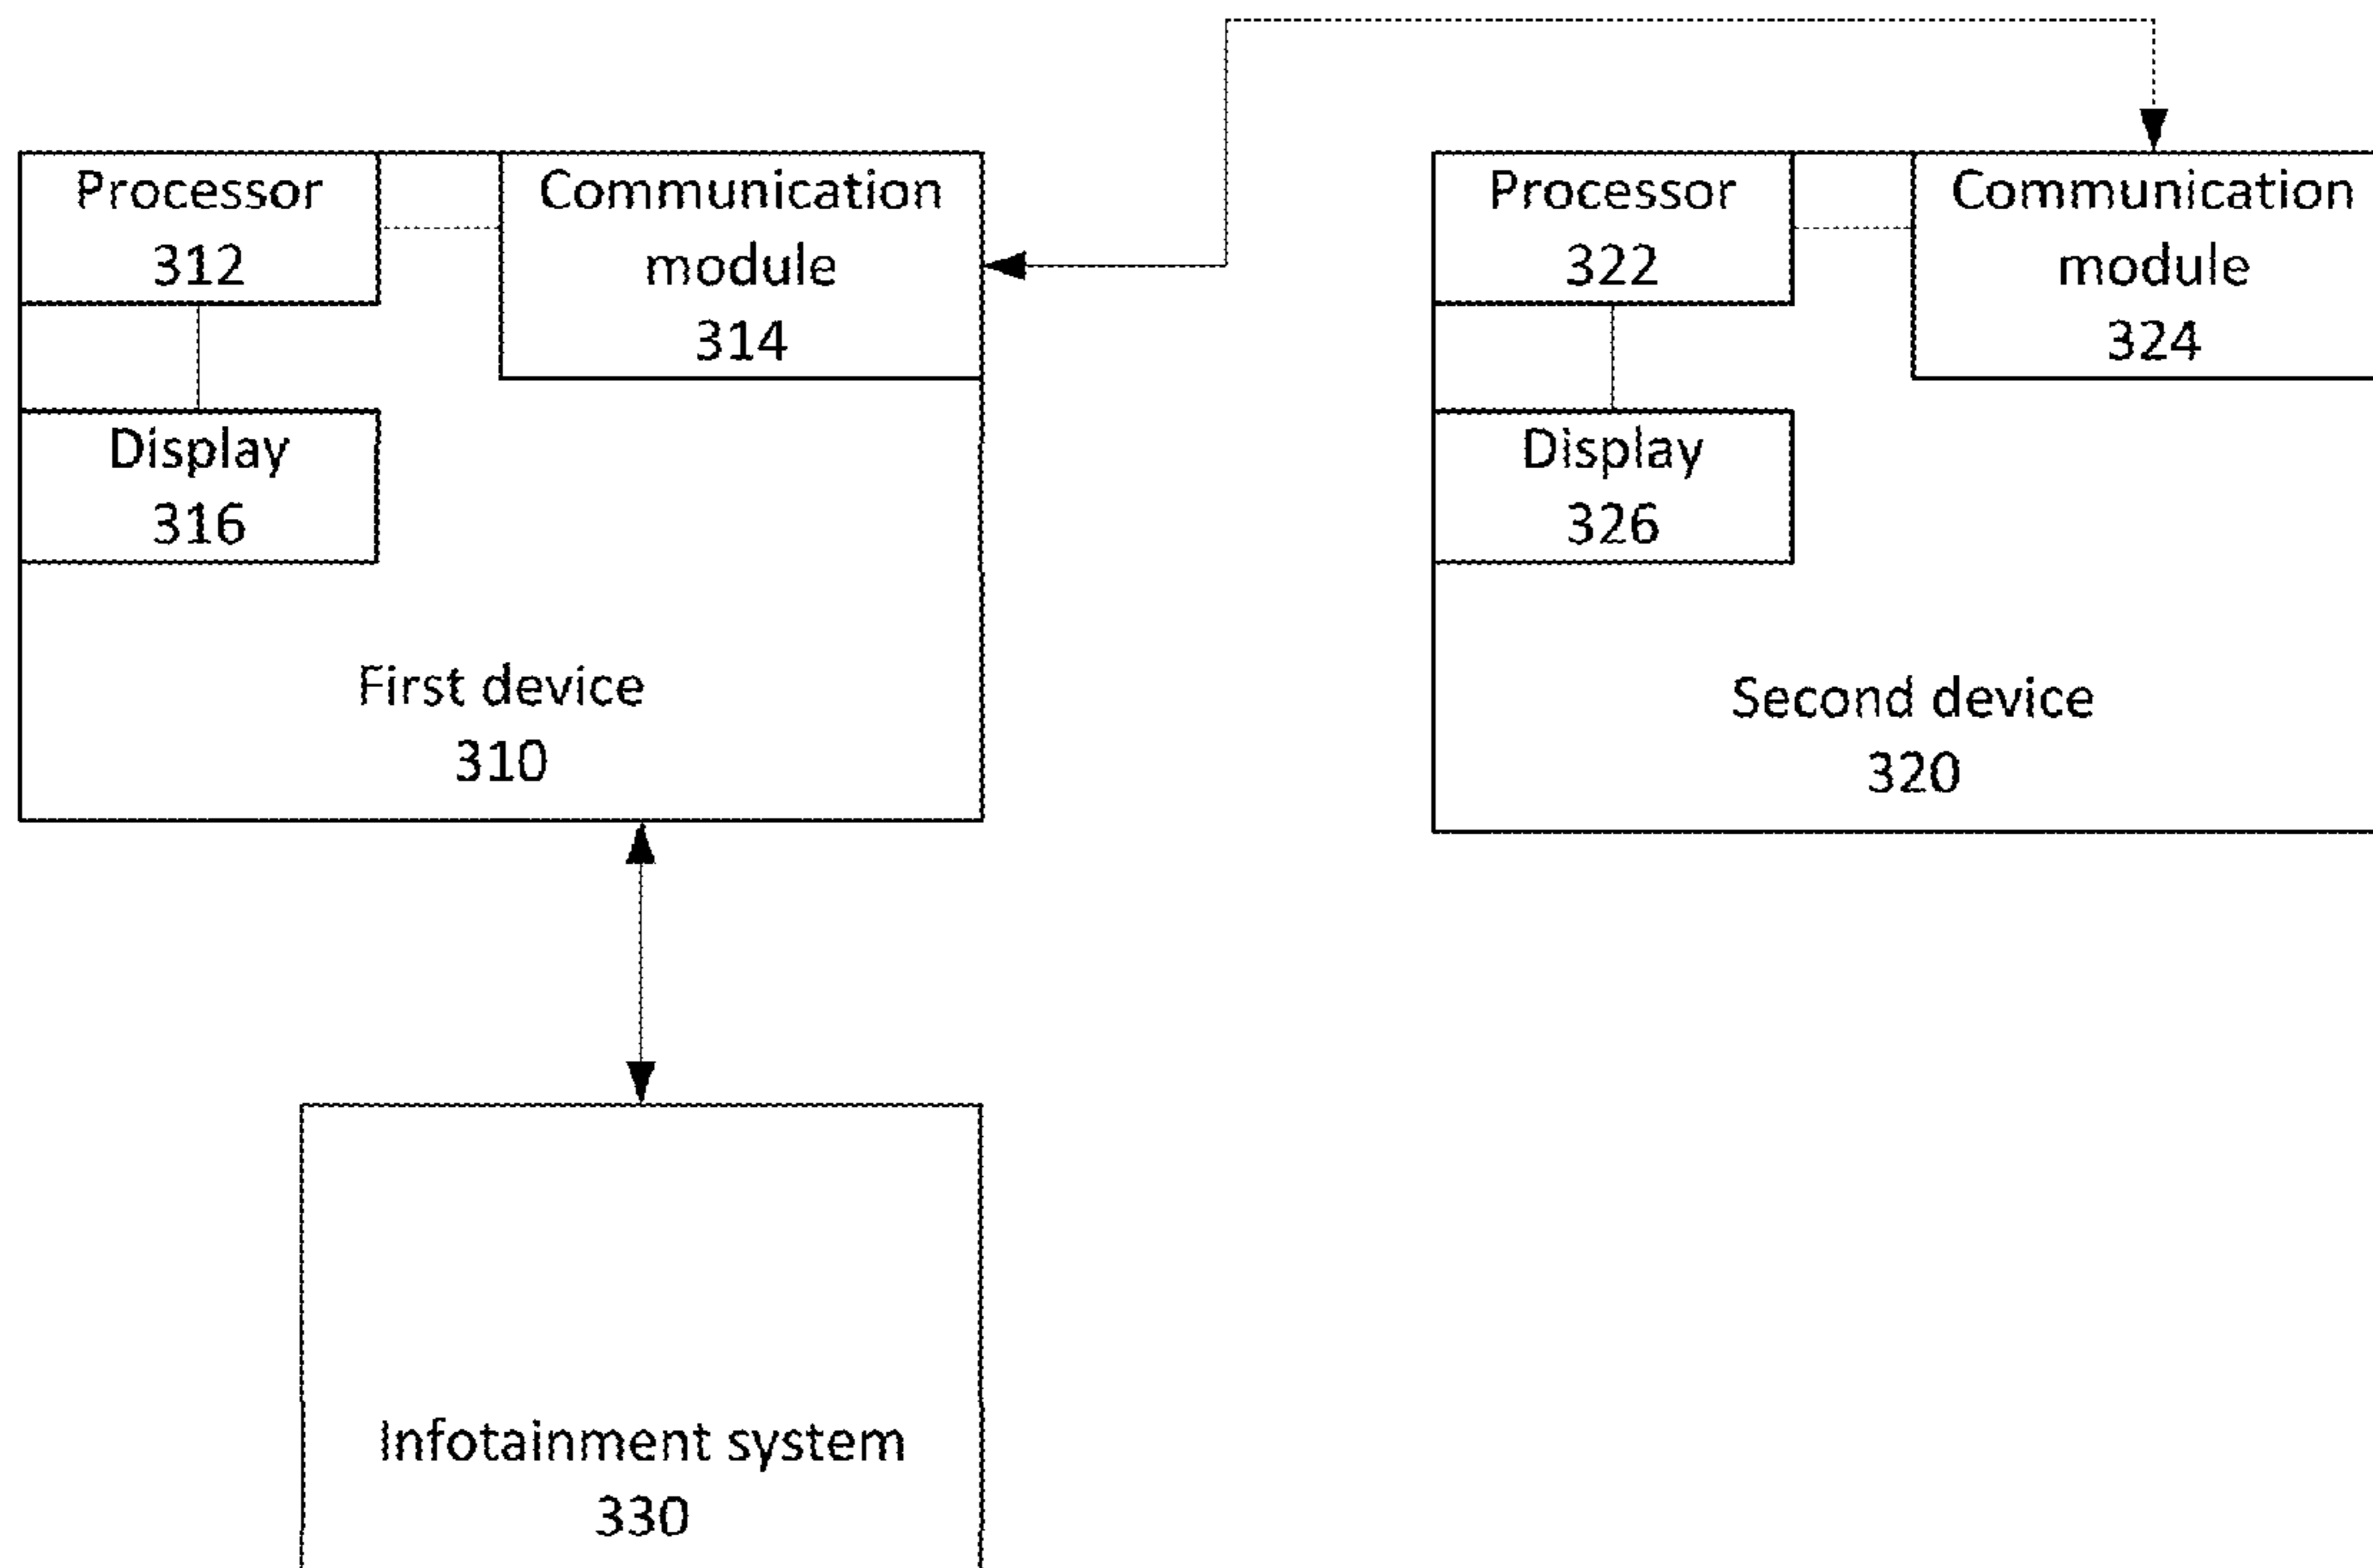 Processor
312
Communication
module
314
Display
316
First device
310
Processor
322
Communication
module
324
Display
326
Second device
320
Infotainment system
330